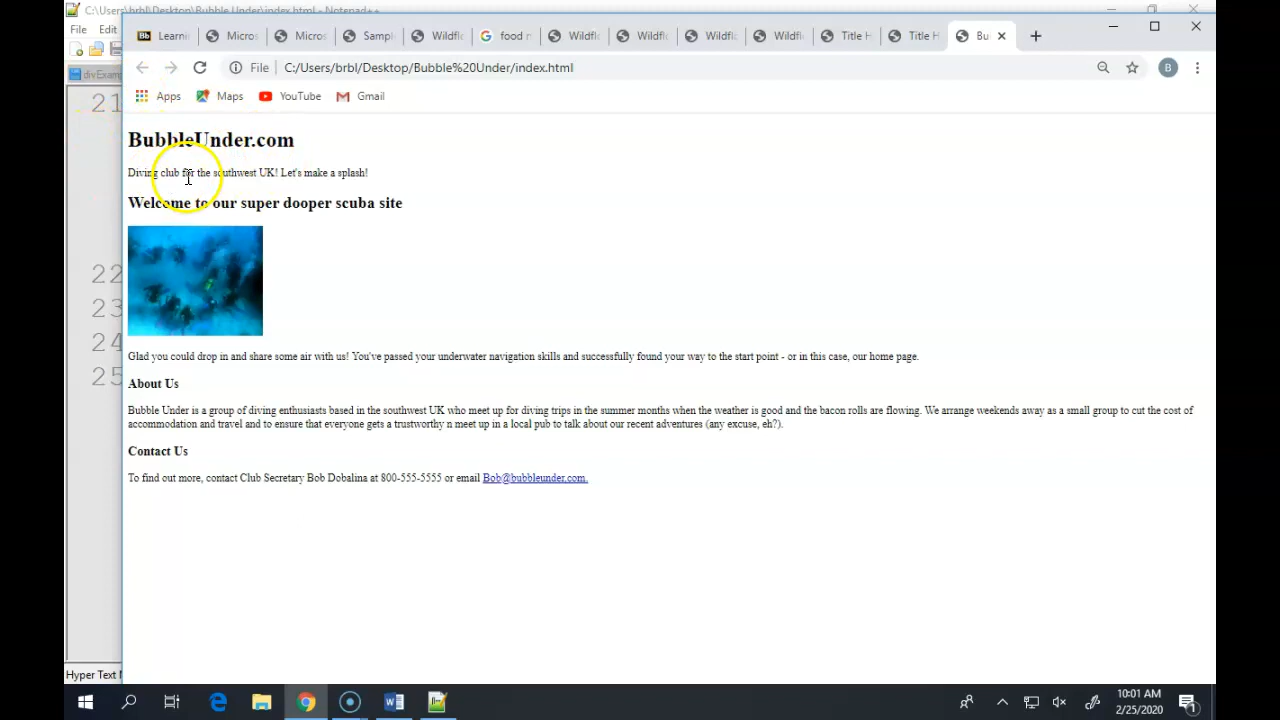 C:\Users\brbl\Desktop\Bubble Under\index.html - Notepad++
File Edit
Learni
Micros
Micros
Sampl
Wildfl
food n
Wildfl
Wildfl
Wildfl
Wildfl
Title H
Title H
Bu
File C:/Users/brbl/Desktop/Bubble%20Under/index.html
B
Apps Maps YouTube Gmail
divExam
21
22
23
24
25
BubbleUnder.com
Diving club for the southwest UK! Let's make a splash!
Welcome to our super dooper scuba site
Glad you could drop in and share some air with us! You've passed your underwater navigation skills and successfully found your way to the start point - or in this case, our home page.
About Us
Bubble Under is a group of diving enthusiasts based in the southwest UK who meet up for diving trips in the summer months when the weather is good and the bacon rolls are flowing. We arrange weekends away as a small group to cut the cost of
accommodation and travel and to ensure that everyone gets a trustworthy n meet up in a local pub to talk about our recent adventures (any excuse, eh?).
Contact Us
To find out more, contact Club Secretary Bob Dobalina at 800-555-5555 or email Bob@bubbleunder.com.
Hyper Text
10:01 AM
2/25/2020
1